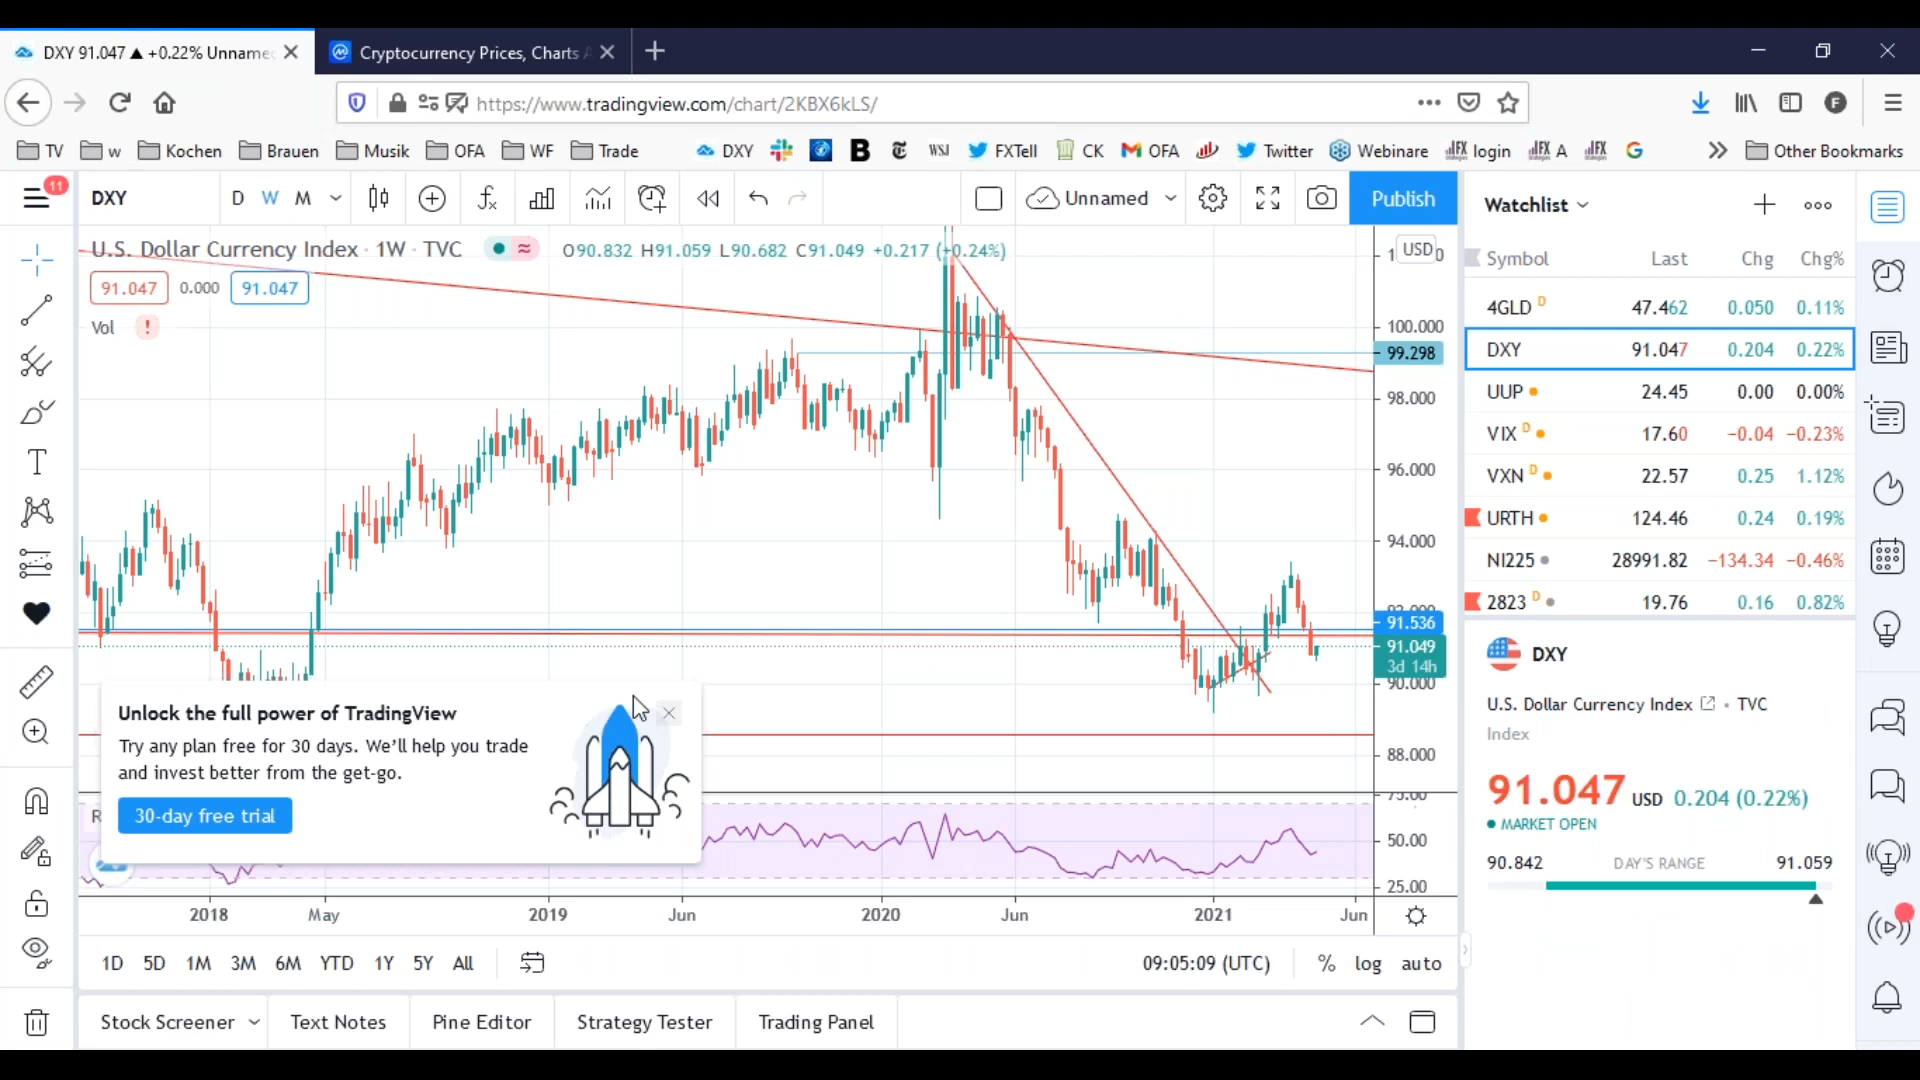 DXY 91.047 ▲ +0.22% Unname
Cryptocurrency Prices, Charts
https://www.tradingview.com/chart/2KBX6kLS/
TV w Kochen Brauen Musik OFA WF Trade DXY B WSJ FXTell CK OFA Twitter Webinare JFX login JFX A JFX G Other Bookmarks
11
DXY D W M Unnamed Publish
U.S. Dollar Currency Index · 1W · TVC O90.832 H91.059 L90.682 C91.049 +0.217 (+0.24%)
USD
91.047 0.000 91.047
Vol !
100.000
99.298
98.000
96.000
94.000
91.536
91.049
3d 14h
90.000
88.000
75.00
50.00
25.00
Unlock the full power of TradingView
Try any plan free for 30 days. We'll help you trade
and invest better from the get-go.
30-day free trial
2018 May 2019 Jun 2020 Jun 2021 Jun
1D 5D 1M 3M 6M YTD 1Y 5Y All 09:05:09 (UTC) % log auto
Stock Screener Text Notes Pine Editor Strategy Tester Trading Panel
Watchlist
Symbol Last Chg Chg%
4GLD D 47.462 0.050 0.11%
DXY 91.047 0.204 0.22%
UUP 24.45 0.00 0.00%
VIX D 17.60 −0.04 −0.23%
VXN D 22.57 0.25 1.12%
URTH 124.46 0.24 0.19%
NI225 28991.82 −134.34 −0.46%
2823 D 19.76 0.16 0.82%
DXY
U.S. Dollar Currency Index • TVC
Index
91.047 USD 0.204 (0.22%)
MARKET OPEN
90.842 DAY'S RANGE 91.059